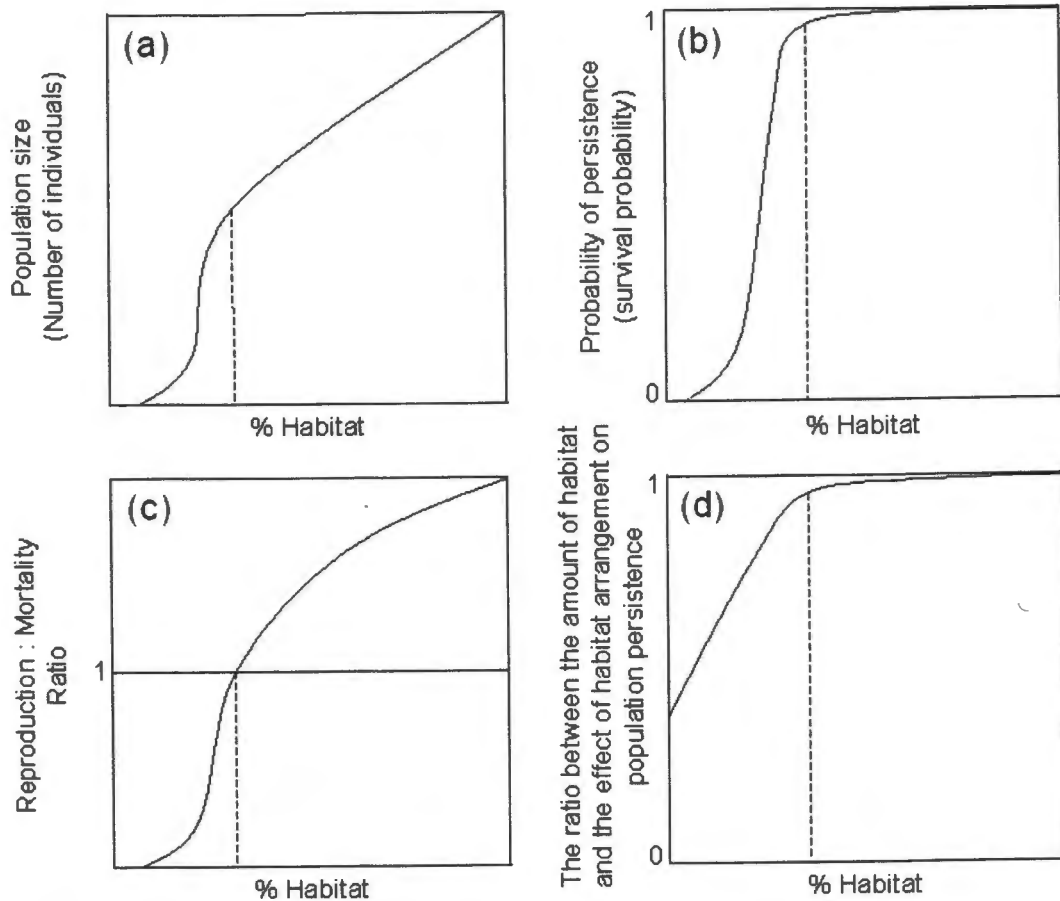 (a)
Population size
(Number of individuals)
% Habitat
(b)
Probability of persistence
(survival probability)
1
0
% Habitat
(c)
Reproduction : Mortality
Ratio
1
% Habitat
(d)
The ratio between the amount of habitat
and the effect of habitat arrangement on
population persistence
1
0
% Habitat